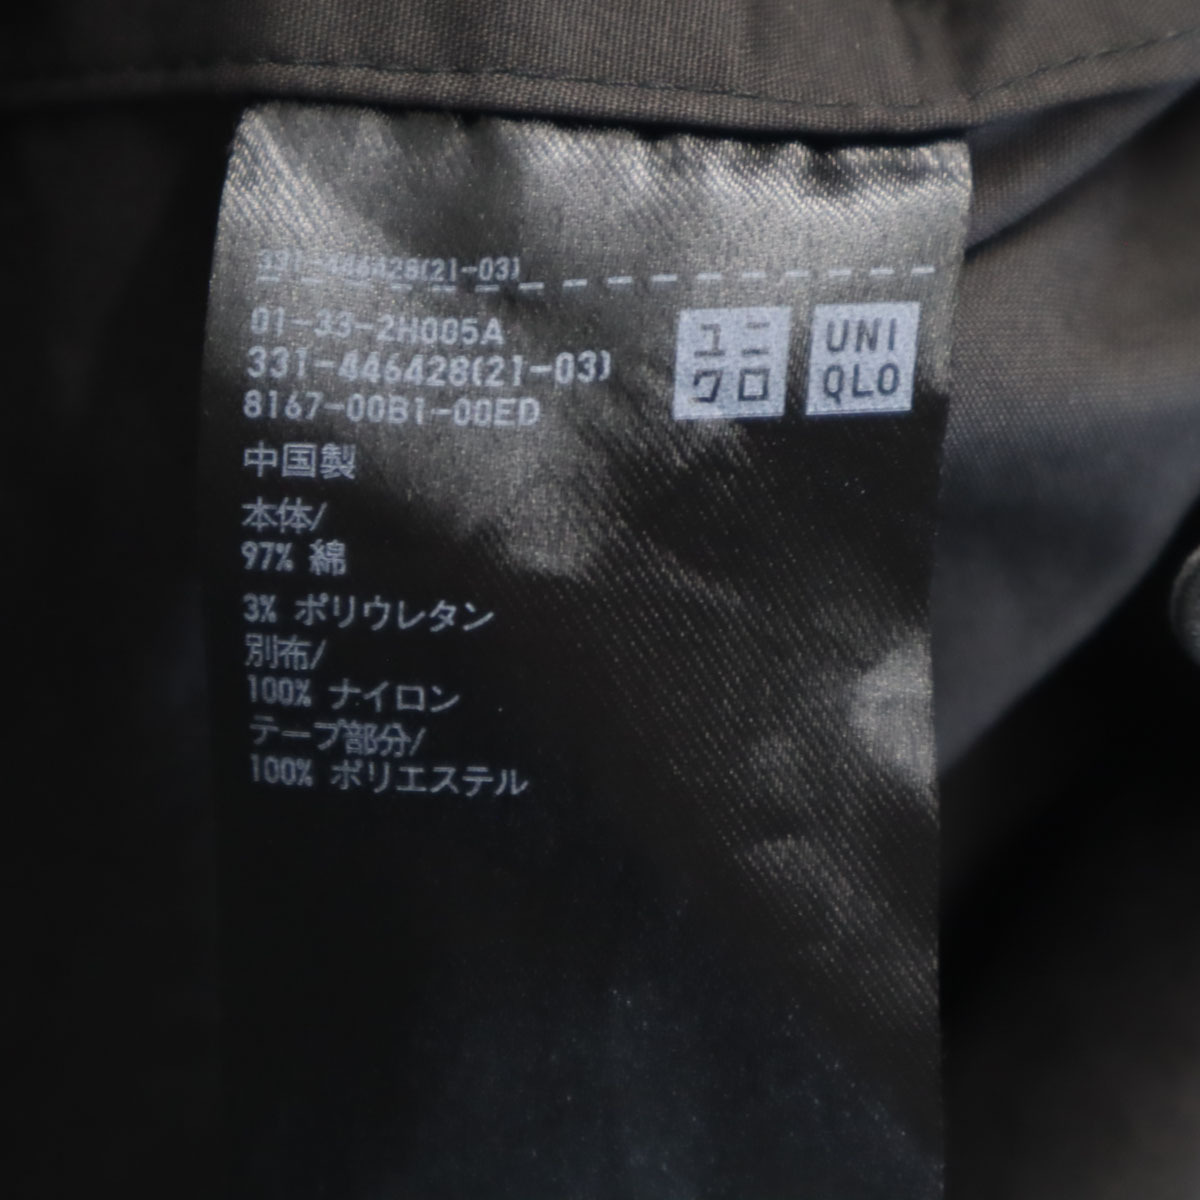 331-446428(21-03)
01-33-2H005A
331-446428(21-03)
8167-00B1-00ED
ユニ
クロ
UNI
QLO
中国製
本体/
97% 綿
3% ポリウレタン
別布/
100% ナイロン
テープ部分/
100% ポリエステル